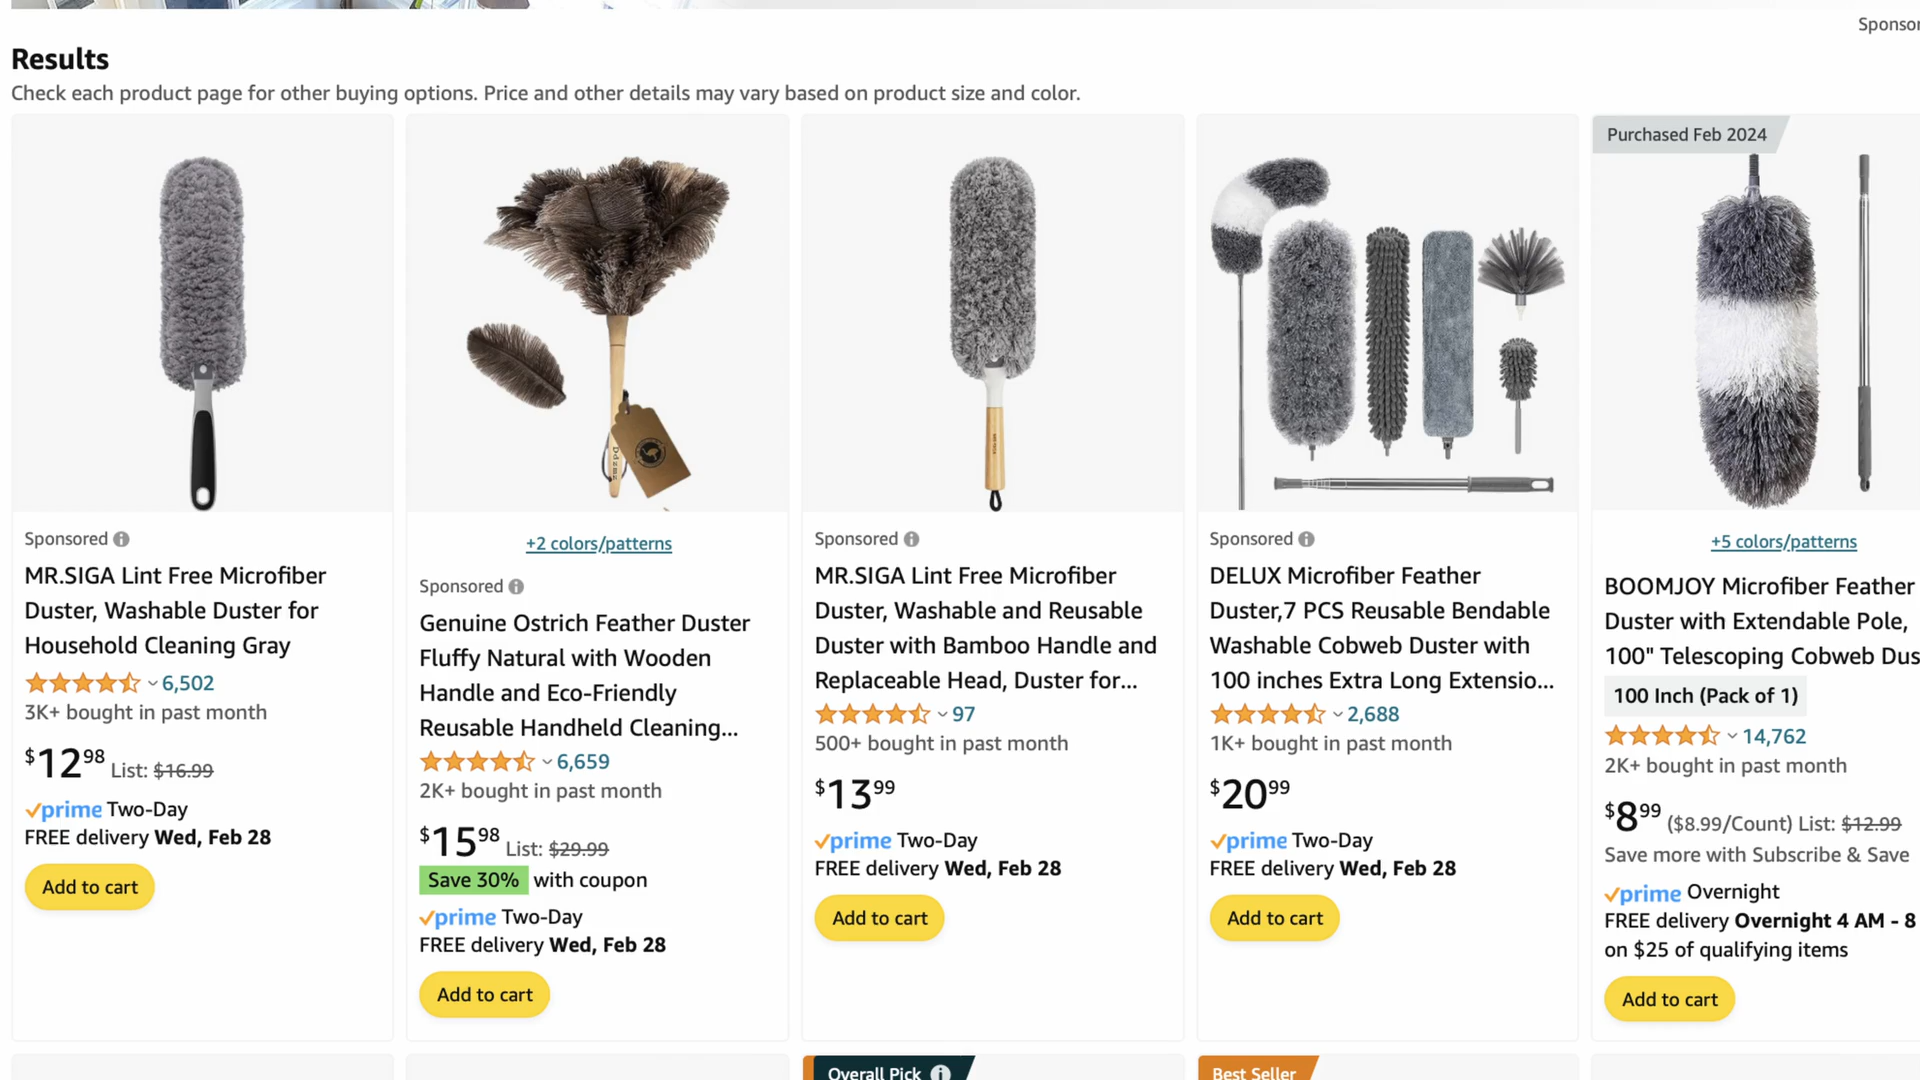 Sponsor
Results
Check each product page for other buying options. Price and other details may vary based on product size and color.
Sponsored
MR.SIGA Lint Free Microfiber
Duster, Washable Duster for
Household Cleaning Gray
6,502
3K+ bought in past month
$12.98 List: $16.99
prime Two-Day
FREE delivery Wed, Feb 28
Add to cart
+2 colors/patterns
Sponsored
Genuine Ostrich Feather Duster
Fluffy Natural with Wooden
Handle and Eco-Friendly
Reusable Handheld Cleaning...
6,659
2K+ bought in past month
$15.98 List: $29.99
Save 30% with coupon
prime Two-Day
FREE delivery Wed, Feb 28
Add to cart
Sponsored
MR.SIGA Lint Free Microfiber
Duster, Washable and Reusable
Duster with Bamboo Handle and
Replaceable Head, Duster for...
97
500+ bought in past month
$13.99
prime Two-Day
FREE delivery Wed, Feb 28
Add to cart
Sponsored
DELUX Microfiber Feather
Duster,7 PCS Reusable Bendable
Washable Cobweb Duster with
100 inches Extra Long Extensio...
2,688
1K+ bought in past month
$20.99
prime Two-Day
FREE delivery Wed, Feb 28
Add to cart
Purchased Feb 2024
+5 colors/patterns
BOOMJOY Microfiber Feather
Duster with Extendable Pole,
100" Telescoping Cobweb Dus
100 Inch (Pack of 1)
14,762
2K+ bought in past month
$8.99 ($8.99/Count) List: $12.99
Save more with Subscribe & Save
prime Overnight
FREE delivery Overnight 4 AM - 8
on $25 of qualifying items
Add to cart
Overall Pick
Best Seller